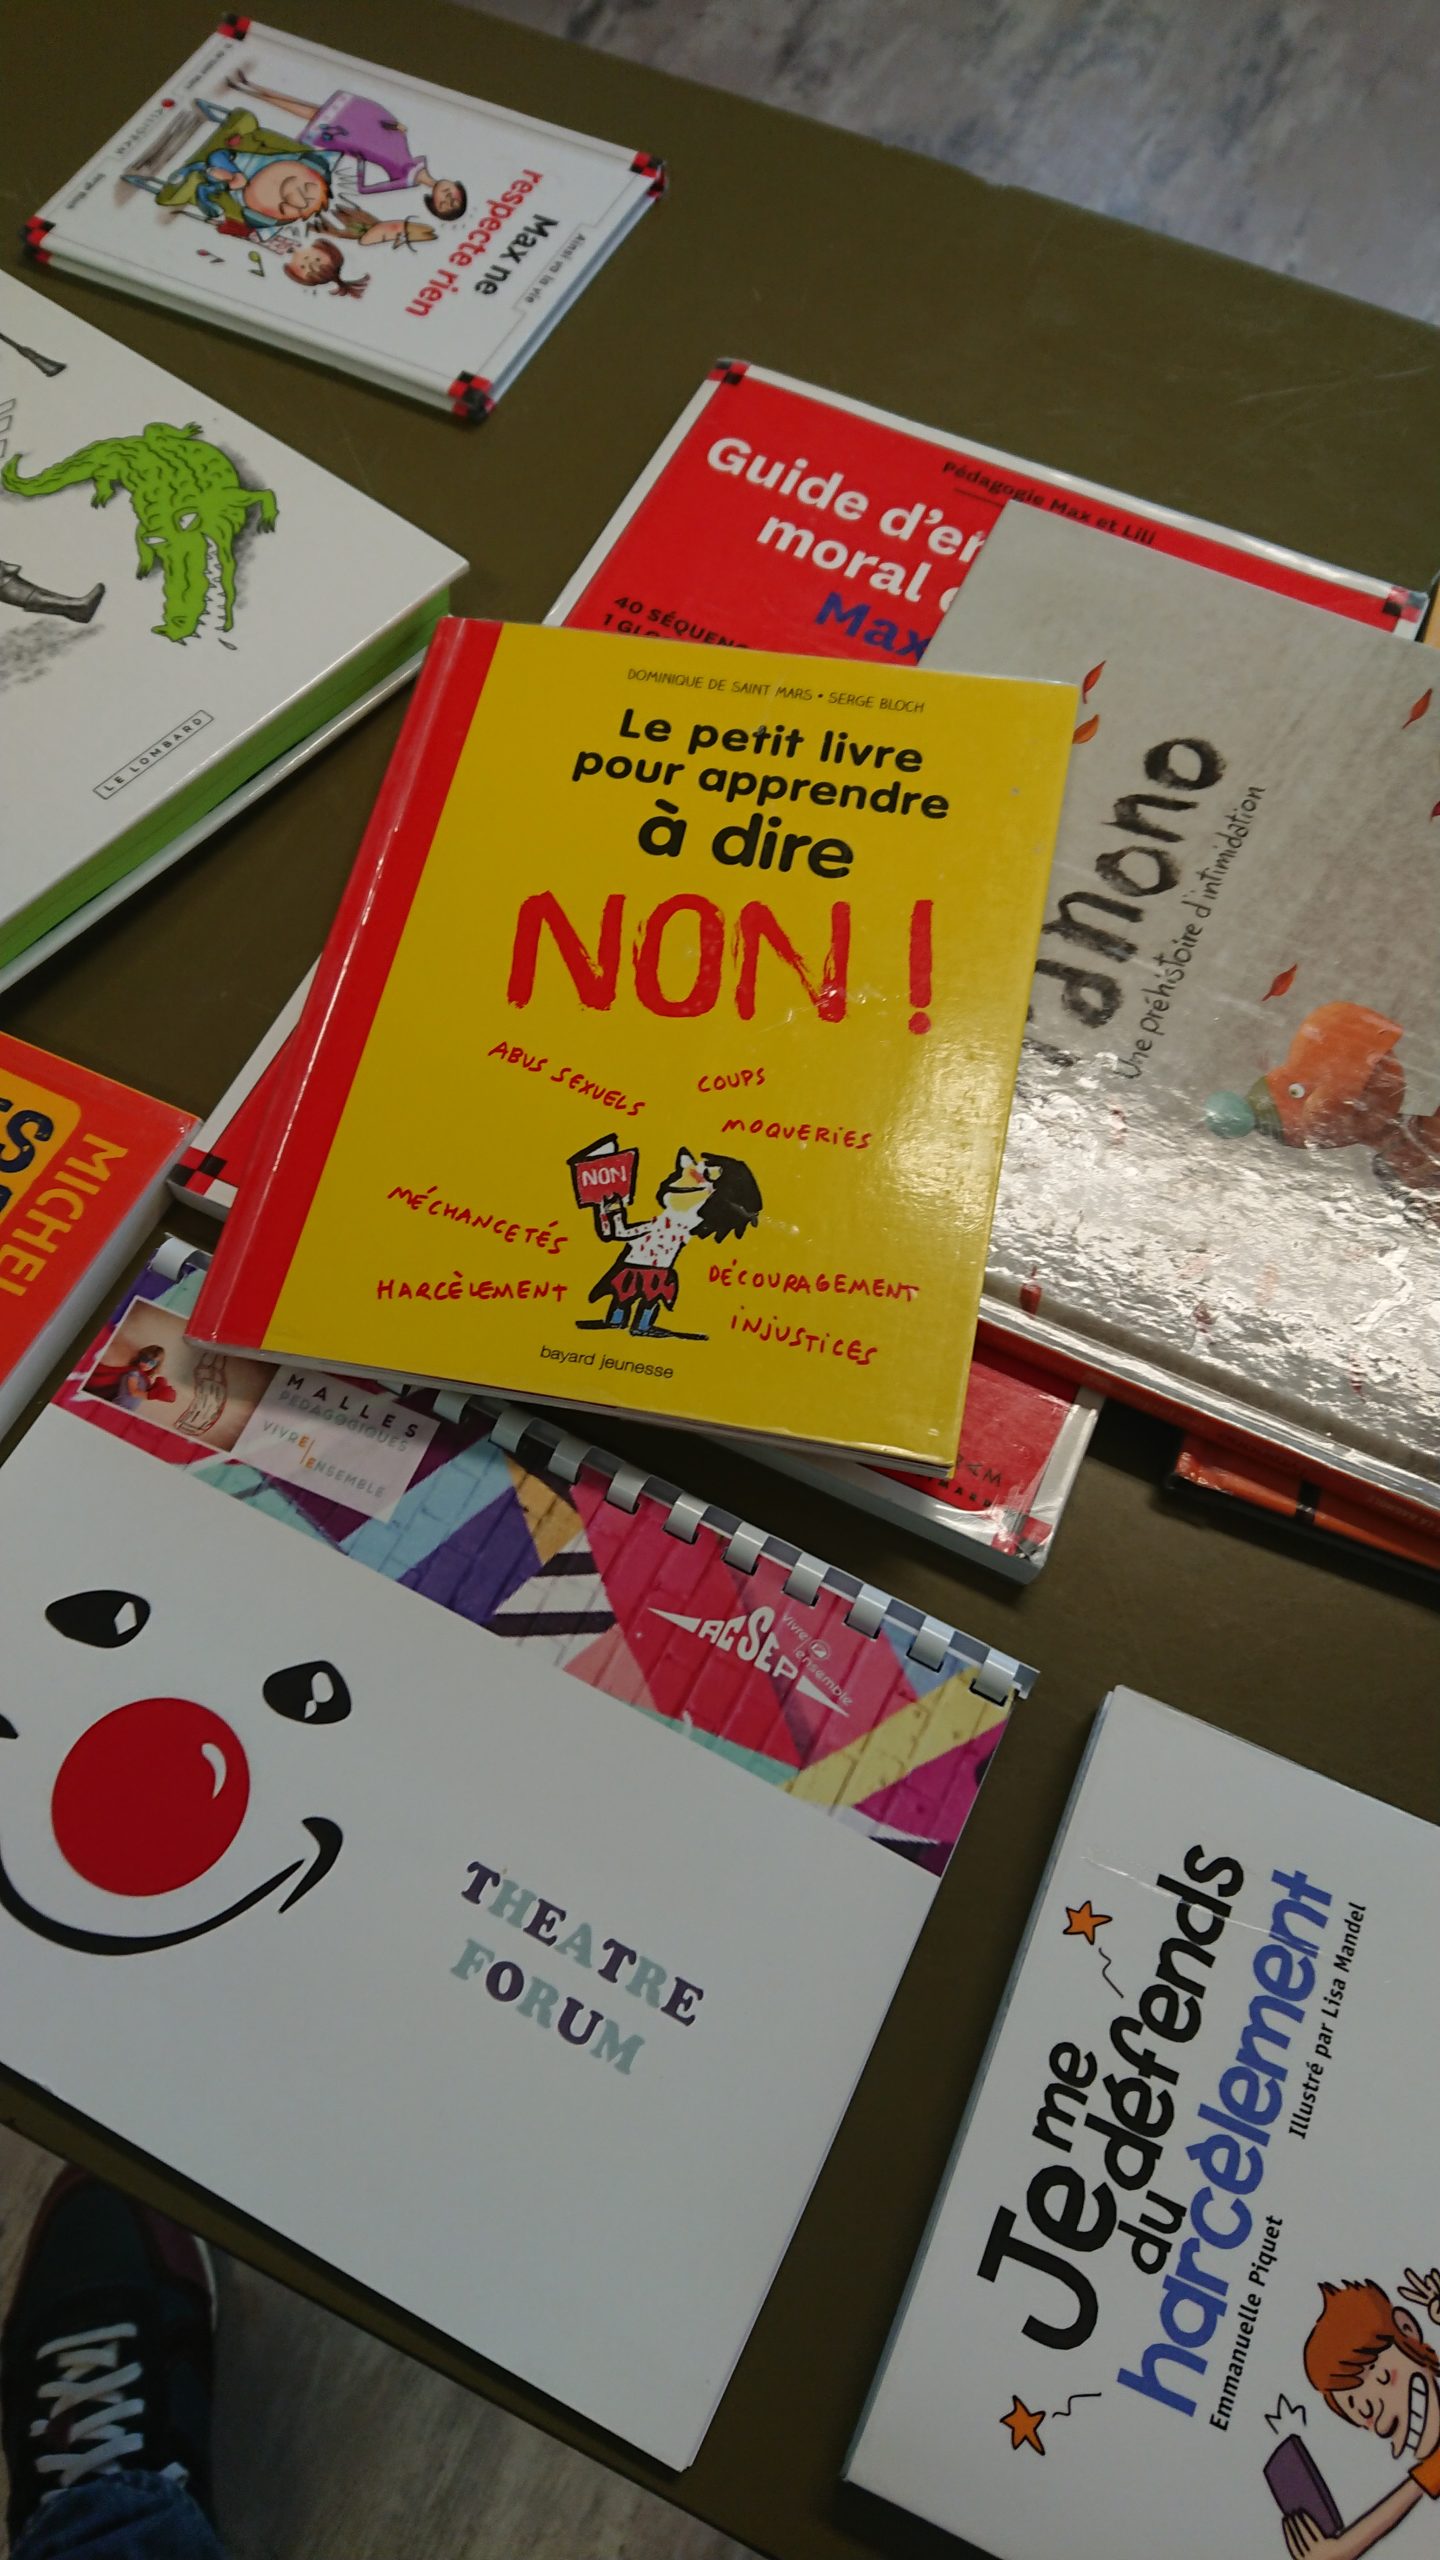 Ainsi va la vie
Max ne
respecte rien
Serge Bloch
LE LOMBARD
Pédagogie Max et Lili
Guide d'en
moral
Max
40 SÉQUENC
DOMINIQUE DE SAINT MARS • SERGE BLOCH
Le petit livre
pour apprendre
à dire
NON !
ABUS SEXUELS
COUPS
MOQUERIES
NON
MÉCHANCETÉS
HARCÈLEMENT
DÉCOURAGEMENT
INJUSTICES
bayard jeunesse
Une préhistoire d'intimidation
MICHEL
MALLES
PÉDAGOGIQUES
VIVRE ENSEMBLE
ACSEP
vivre ensemble
THEATRE
FORUM
Je me
défends
du
harcèlement
Emmanuelle Piquet
Illustré par Lisa Mandel